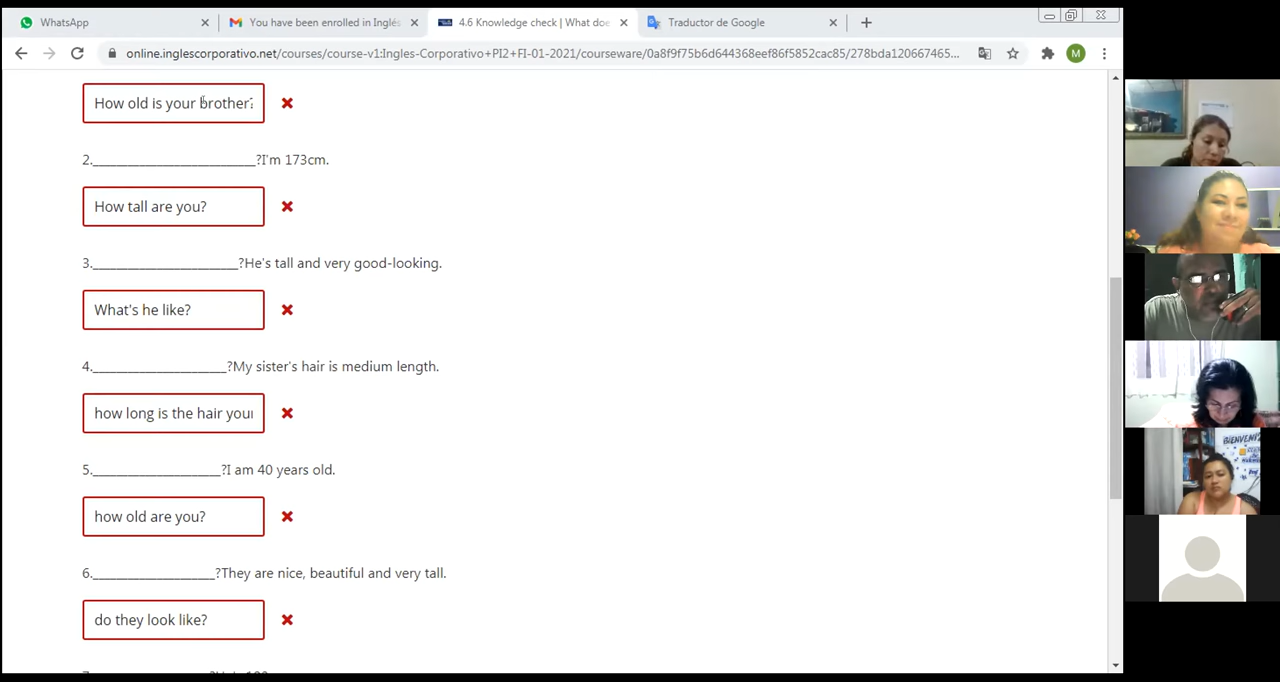 WhatsApp
You have been enrolled in Inglés
4.6 Knowledge check | What doe
Traductor de Google
online.inglescorporativo.net/courses/course-v1:Ingles-Corporativo+PI2+FI-01-2021/courseware/0a8f9f75b6d644368eef86f5852cac85/278bda120667465...
M
How old is your brother?
2.________________________?I'm 173cm.
How tall are you?
3._____________________?He's tall and very good-looking.
What's he like?
4.___________________?My sister's hair is medium length.
how long is the hair your
5.__________________?I am 40 years old.
how old are you?
6._________________?They are nice, beautiful and very tall.
do they look like?